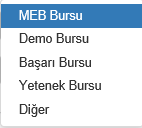 MEB Bursu
Demo Bursu
Başarı Bursu
Yetenek Bursu
Diğer